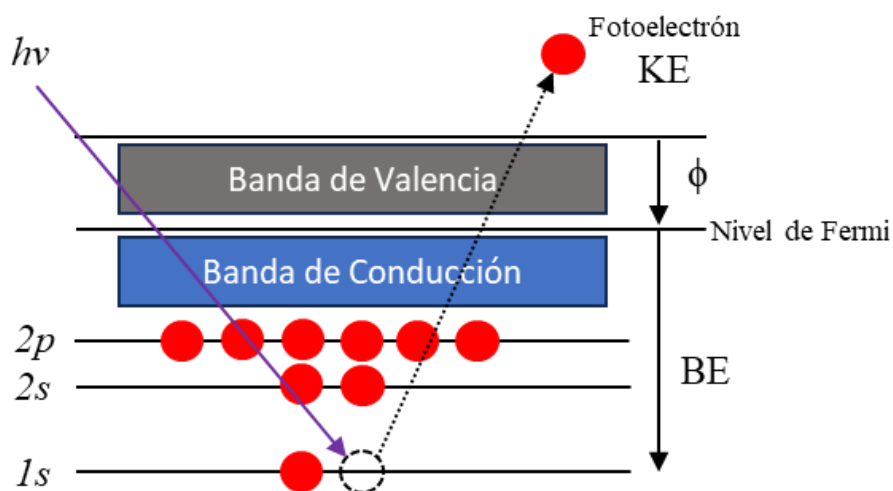 Fotoelectrón
hν
KE
Banda de Valencia
ϕ
Nivel de Fermi
Banda de Conducción
2p
BE
2s
1s